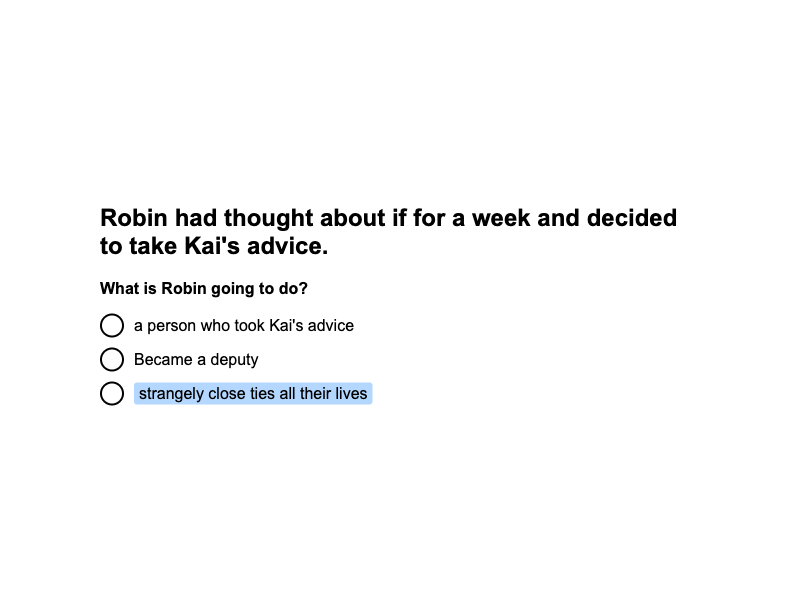 Robin had thought about if for a week and decided
to take Kai's advice.
What is Robin going to do?
a person who took Kai's advice
Became a deputy
strangely close ties all their lives